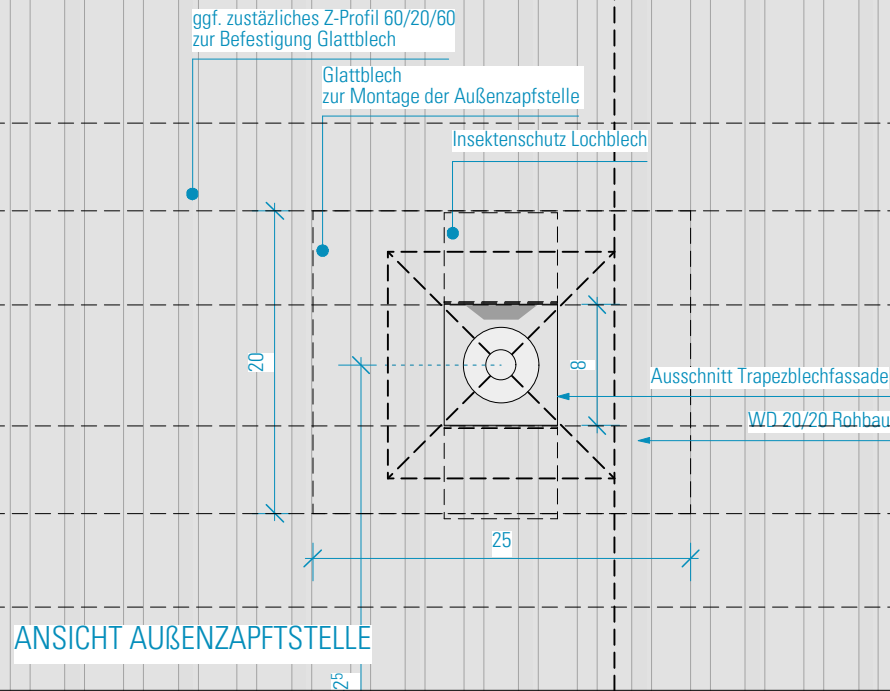 ggf. zustäzliches Z-Profil 60/20/60
zur Befestigung Glattblech
Glattblech
zur Montage der Außenzapfstelle
Insektenschutz Lochblech
20
8
Ausschnitt Trapezblechfassade
WD 20/20 Rohbau
25
ANSICHT AUßENZAPFTSTELLE
2⁵